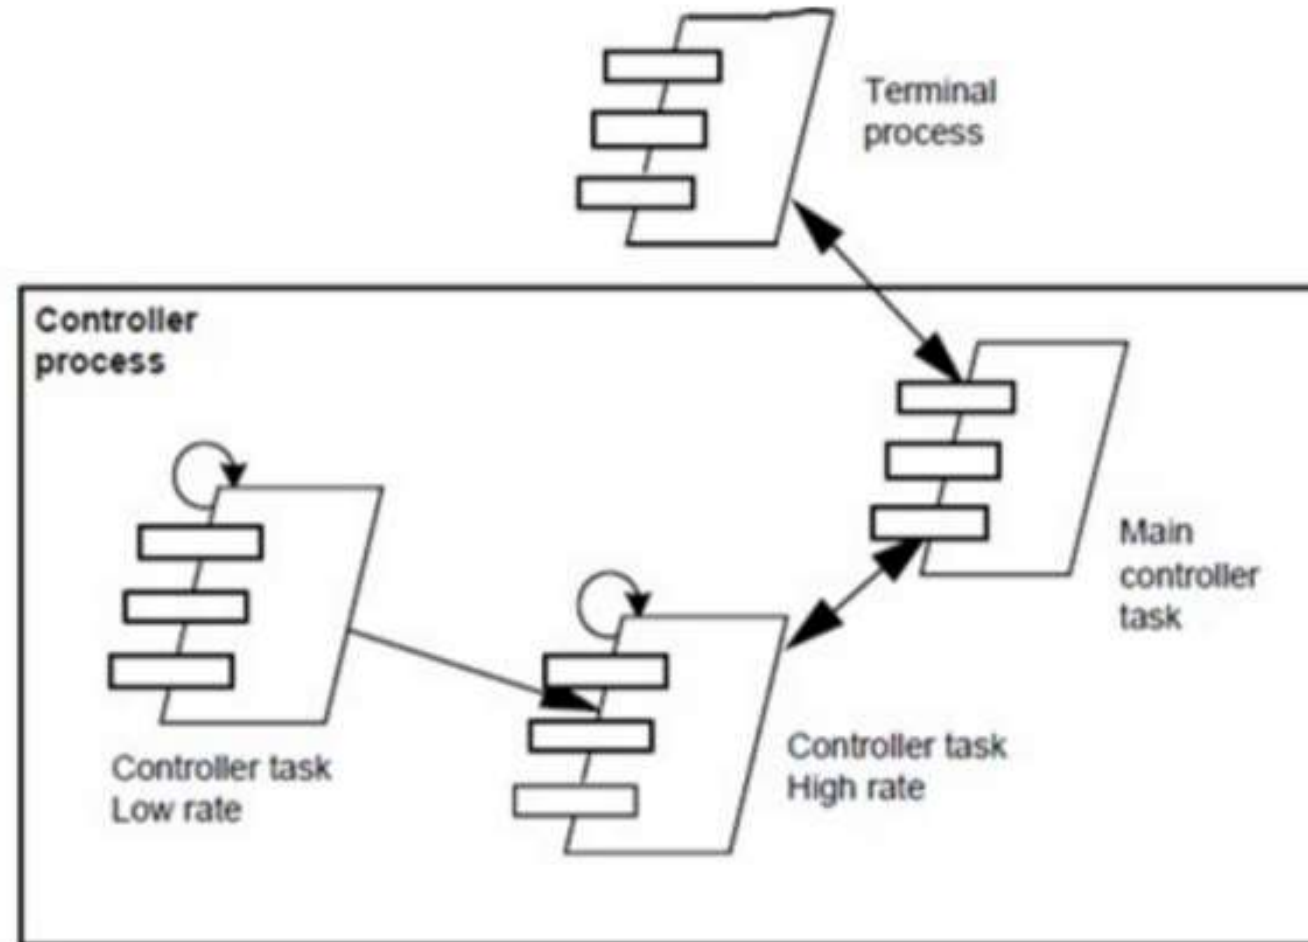 Terminal
process
Controller
process
Main
controller
task
Controller task
Low rate
Controller task
High rate